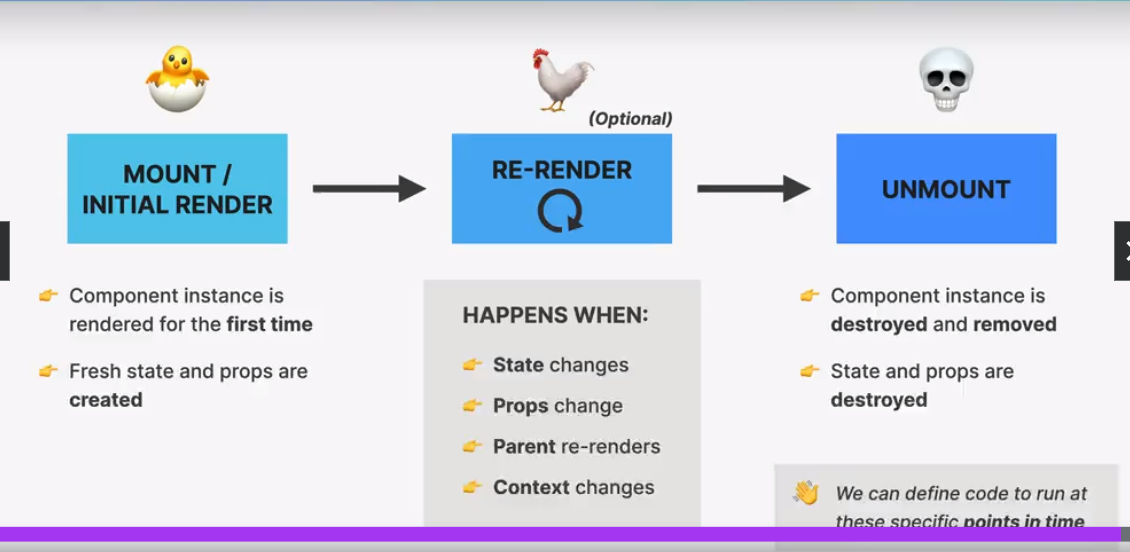 (Optional)
MOUNT /
INITIAL RENDER
RE-RENDER
UNMOUNT
Component instance is
rendered for the first time
Fresh state and props are
created
HAPPENS WHEN:
State changes
Props change
Parent re-renders
Context changes
Component instance is
destroyed and removed
State and props are
destroyed
We can define code to run at
these specific points in time